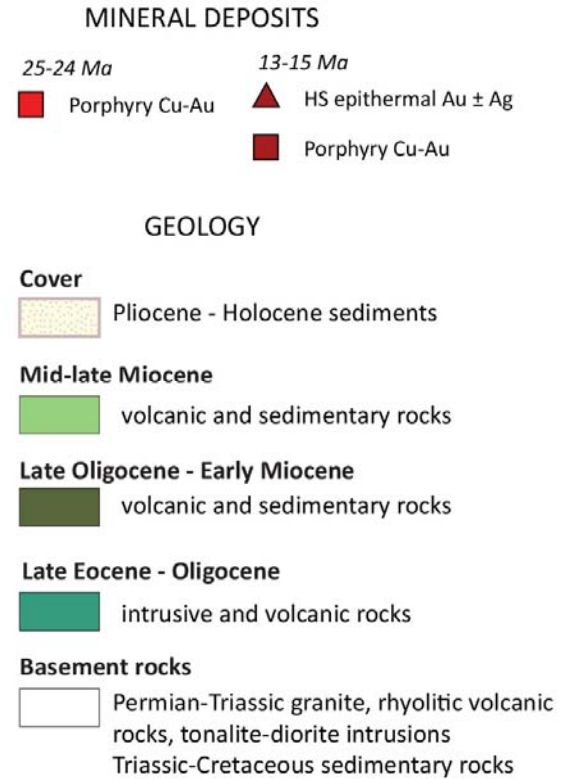 MINERAL DEPOSITS
25-24 Ma
Porphyry Cu-Au
13-15 Ma
HS epithermal Au ± Ag
Porphyry Cu-Au
GEOLOGY
Cover
Pliocene - Holocene sediments
Mid-late Miocene
volcanic and sedimentary rocks
Late Oligocene - Early Miocene
volcanic and sedimentary rocks
Late Eocene - Oligocene
intrusive and volcanic rocks
Basement rocks
Permian-Triassic granite, rhyolitic volcanic
rocks, tonalite-diorite intrusions
Triassic-Cretaceous sedimentary rocks